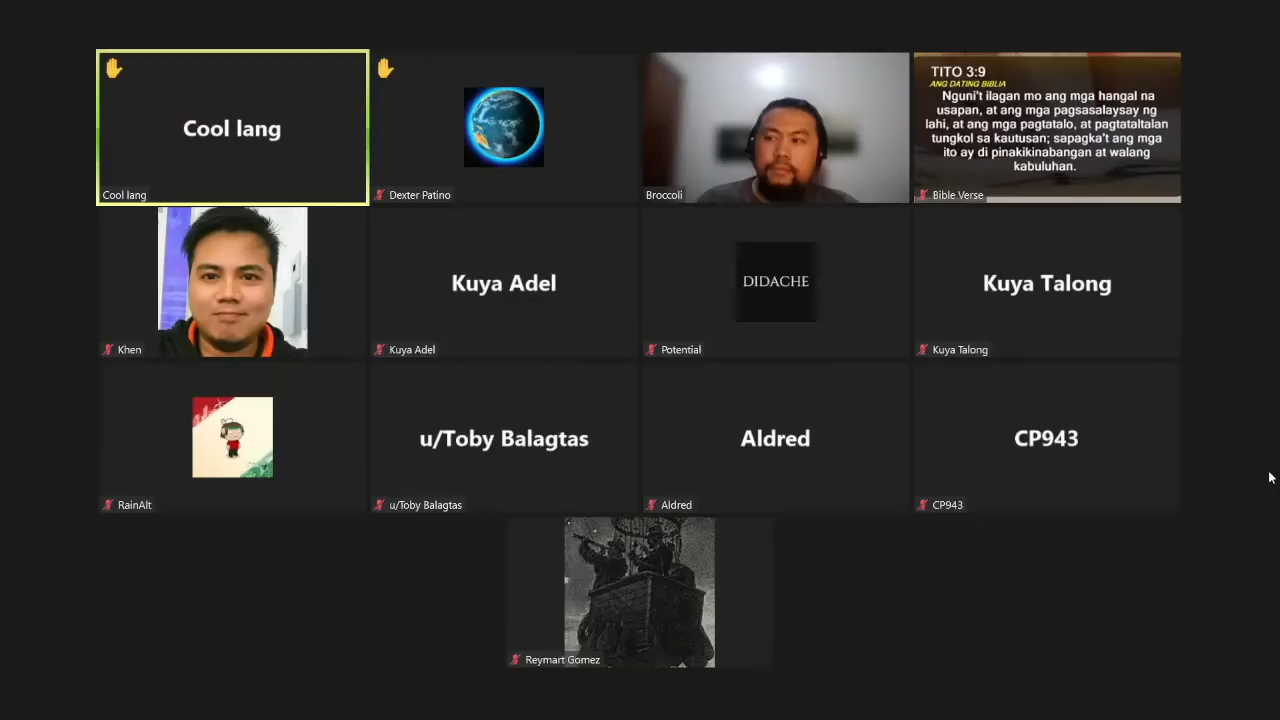 Cool lang
Cool lang
Dexter Patino
Broccoli
TITO 3:9
ANG DATING BIBLIA
Nguni't ilagan mo ang mga hangal na
usapan, at ang mga pagsasalaysay ng
lahi, at ang mga pagtatalo, at pagtataltalan
tungkol sa kautusan; sapagka't ang mga
ito ay di pinakikinabangan at walang
kabuluhan.
Bible Verse
Khen
Kuya Adel
Kuya Adel
DIDACHE
Potential
Kuya Talong
Kuya Talong
RainAlt
u/Toby Balagtas
u/Toby Balagtas
Aldred
Aldred
CP943
CP943
Reymart Gomez